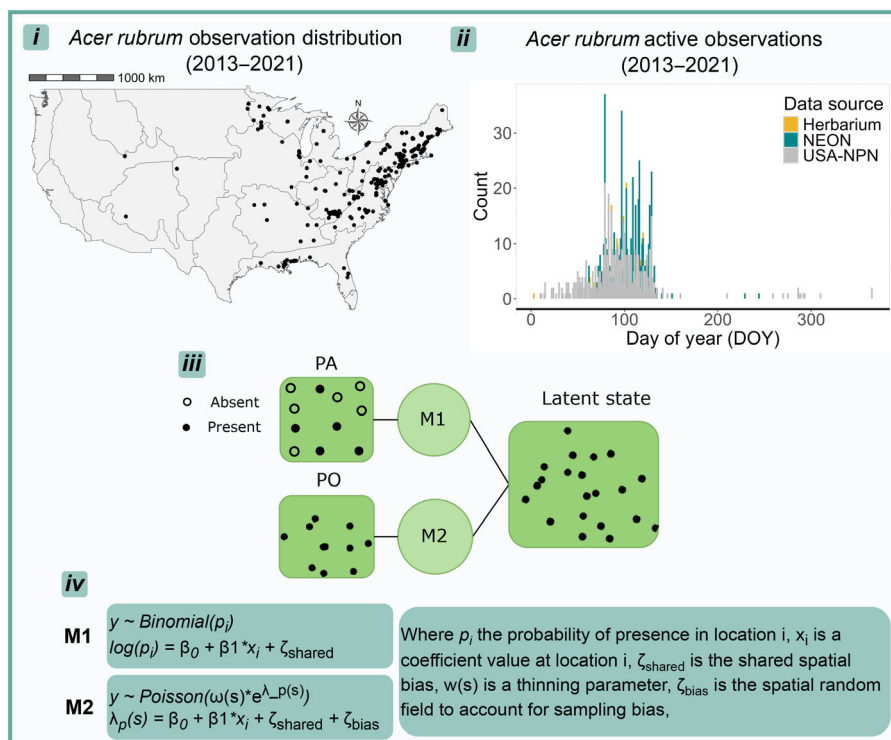 i
Acer rubrum observation distribution
(2013–2021)
1000 km
N
ii
Acer rubrum active observations
(2013–2021)
Data source
Herbarium
NEON
USA-NPN
Count
30
20
10
0
0
100
200
300
Day of year (DOY)
iii
Absent
Present
PA
M1
PO
M2
Latent state
iv
M1
y ~ Binomial(pᵢ)
log(pᵢ) = β₀ + β1*xᵢ + ζshared
M2
y ~ Poisson(ω(s)*e^λ_p(s))
λₚ(s) = β₀ + β1*xᵢ + ζshared + ζbias
Where pᵢ the probability of presence in location i, xᵢ is a
coefficient value at location i, ζshared is the shared spatial
bias, w(s) is a thinning parameter, ζbias is the spatial random
field to account for sampling bias,